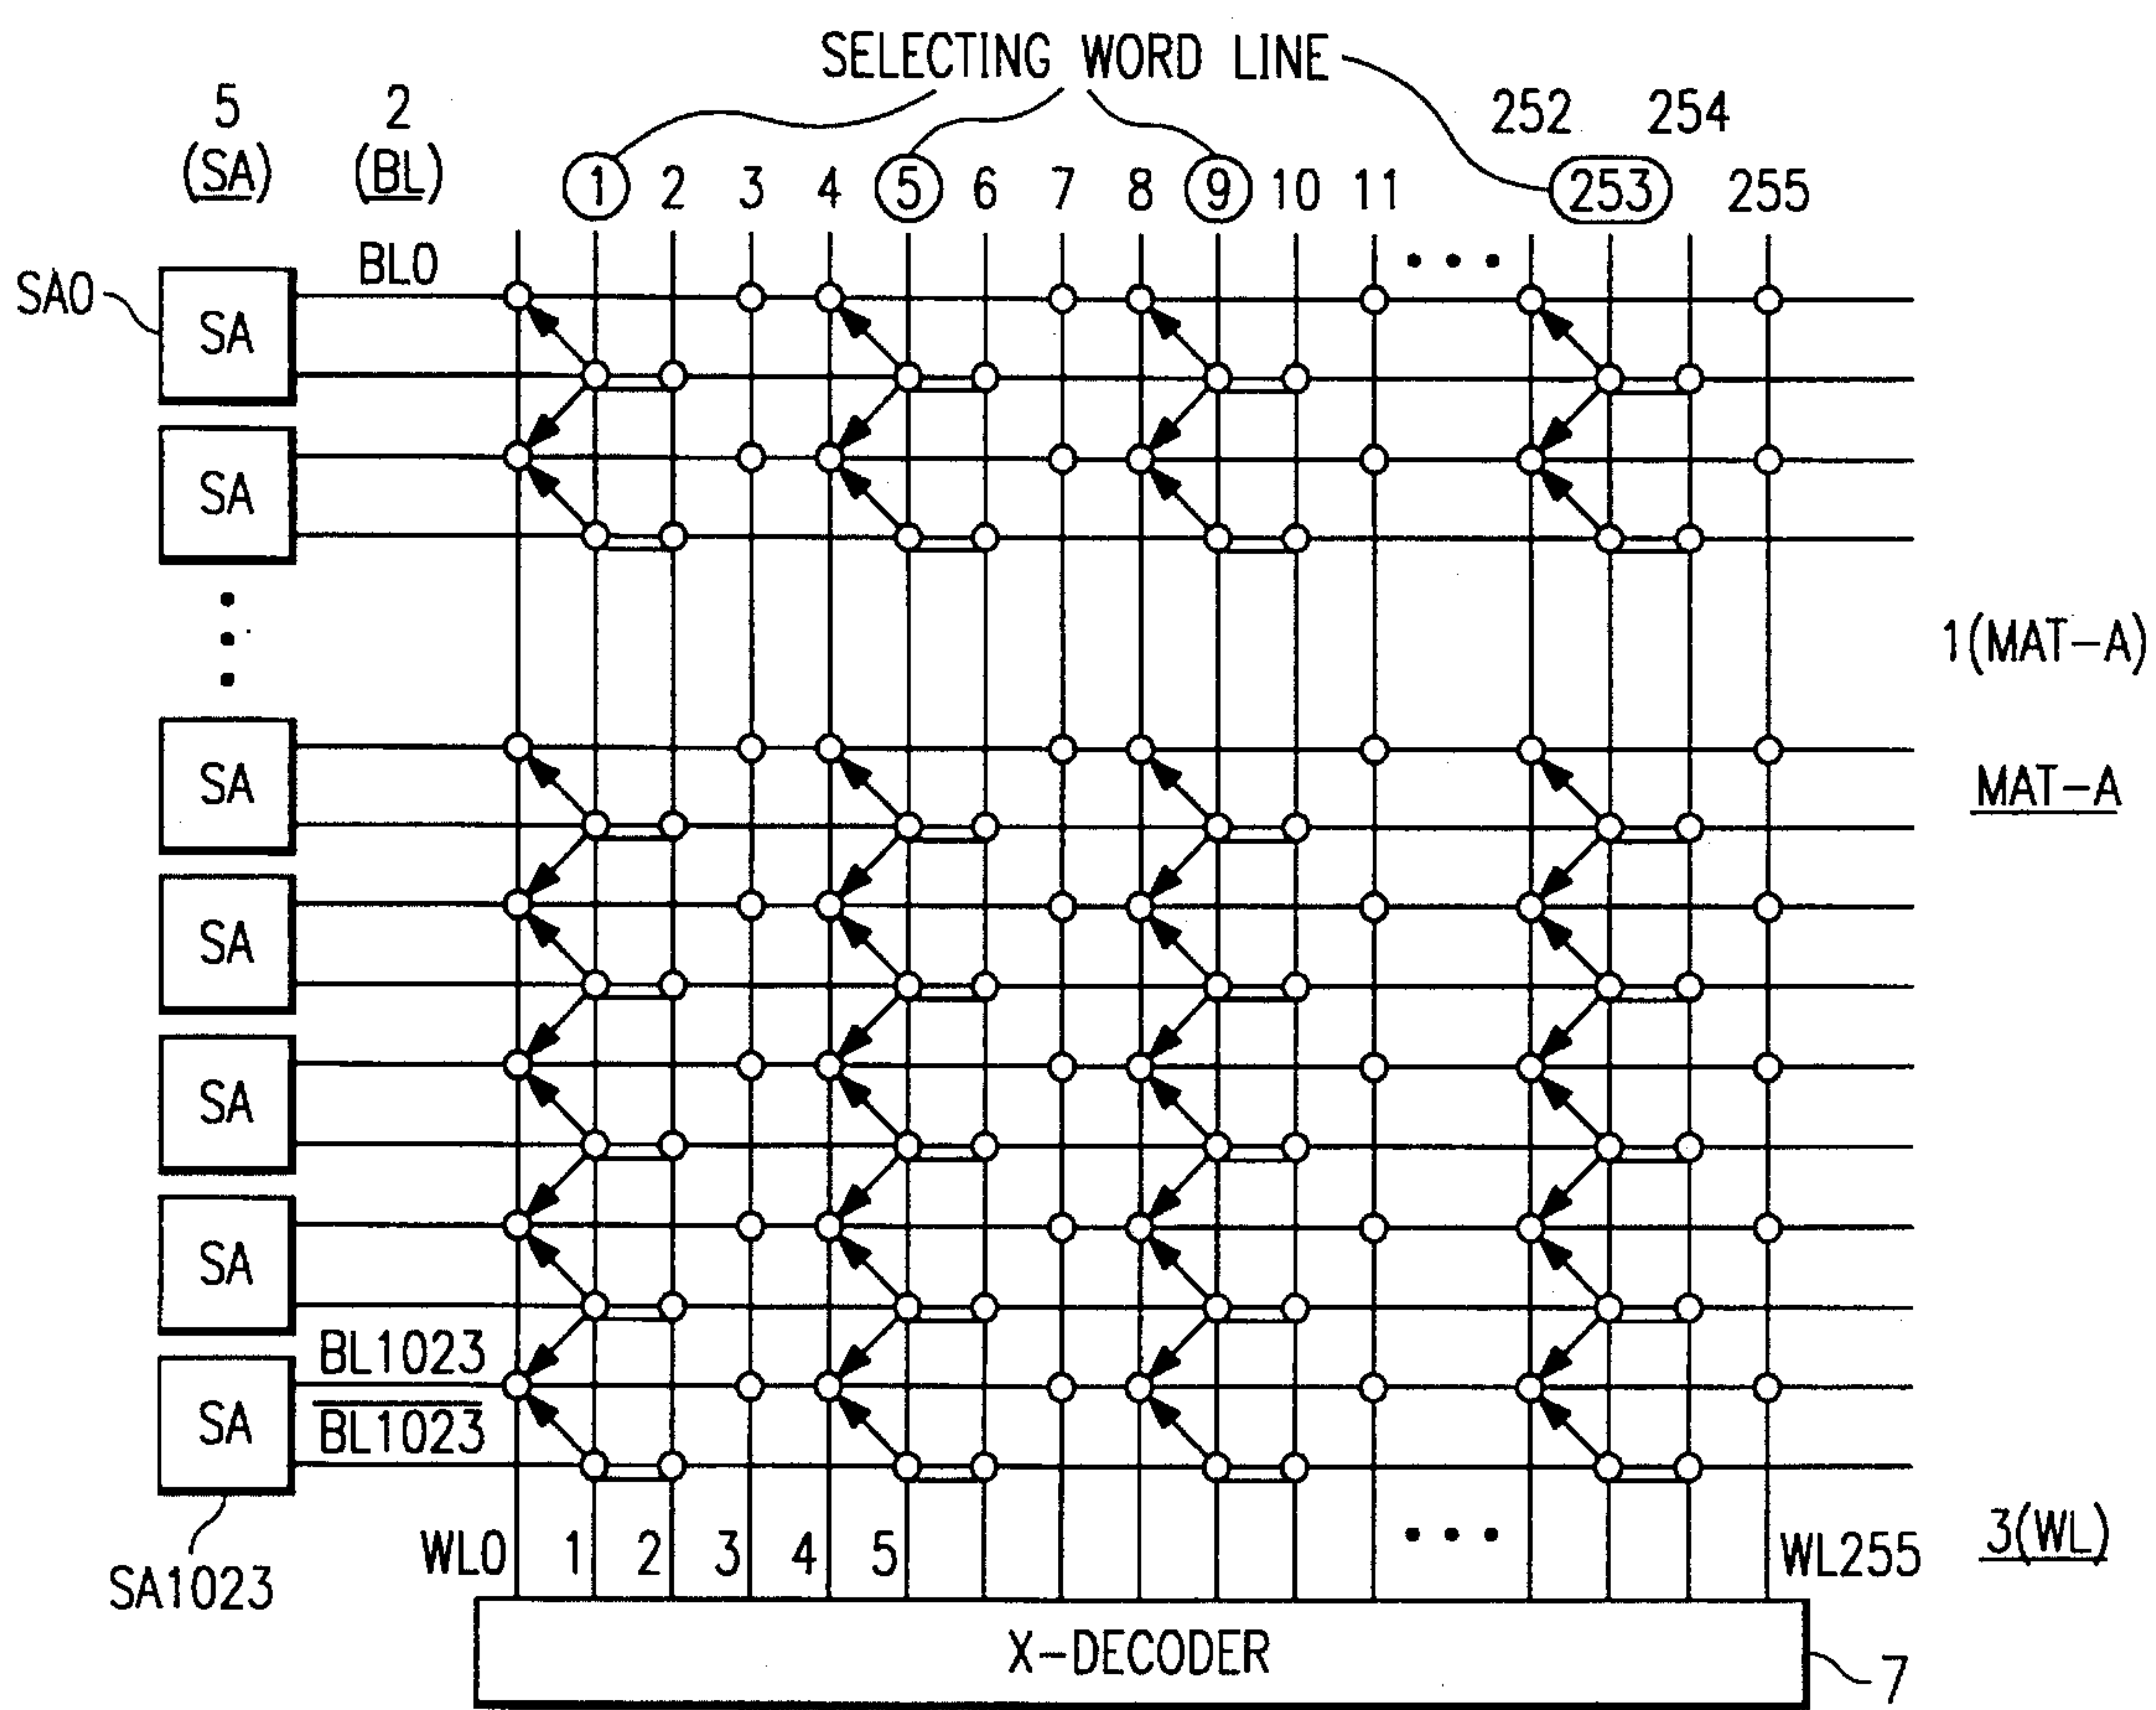 SELECTING WORD LINE
5 2 252 254
(SA) (BL) 1 2 3 4 5 6 7 8 9 10 11 253 255
BL0 • • •
SA0
SA
SA
1(MAT-A)
SA
MAT-A
SA
SA
SA
BL1023
SA
BL1023
WL0 1 2 3 4 5 • • • WL255 3(WL)
SA1023
X-DECODER
7